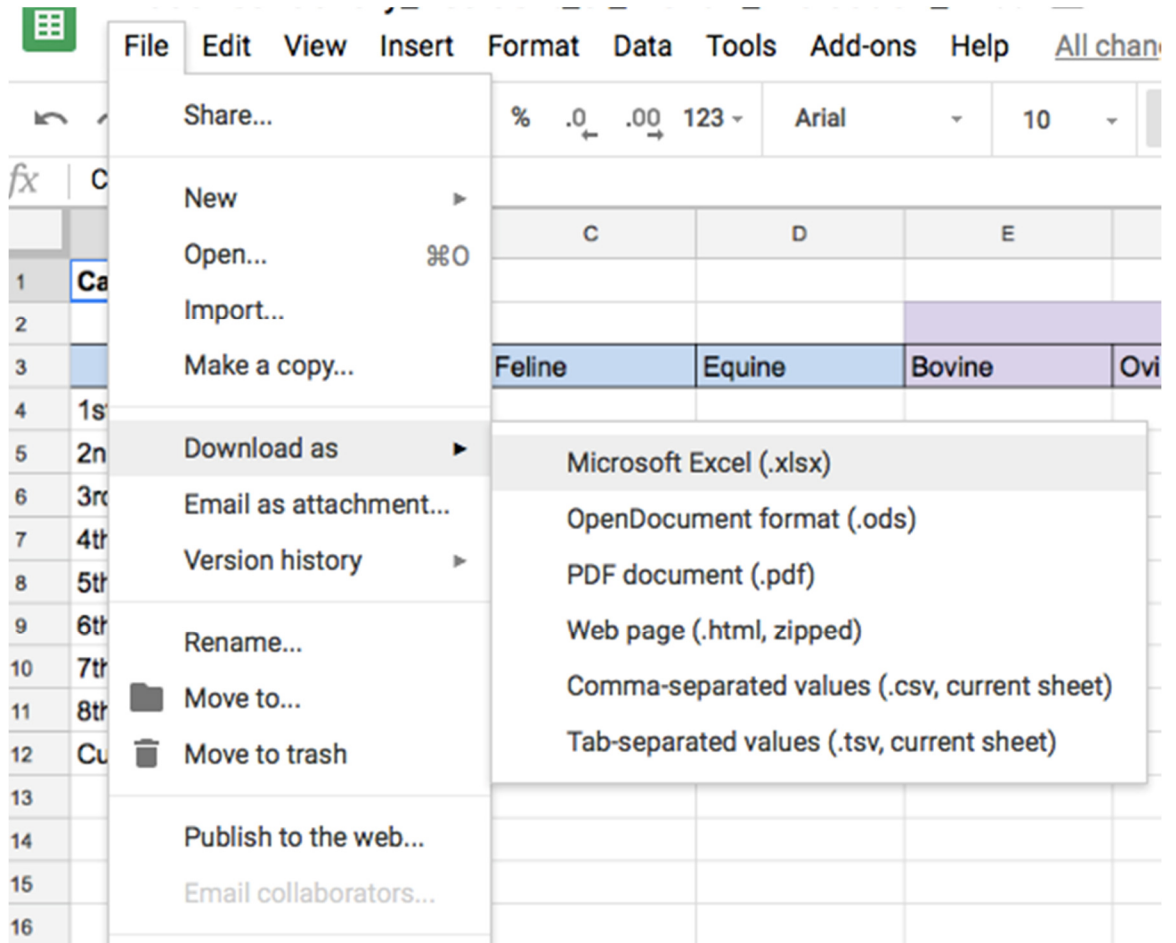 File Edit View Insert Format Data Tools Add-ons Help All chan
% .0 .00 123 Arial 10
fx C
C D E
Share...
New
Open... ⌘O
Import...
Make a copy...
Download as
Email as attachment...
Version history
Rename...
Move to...
Move to trash
Publish to the web...
Email collaborators...
Microsoft Excel (.xlsx)
OpenDocument format (.ods)
PDF document (.pdf)
Web page (.html, zipped)
Comma-separated values (.csv, current sheet)
Tab-separated values (.tsv, current sheet)
1 Ca
2
3 Feline Equine Bovine Ovi
4 1s
5 2n
6 3r
7 4th
8 5th
9 6th
10 7th
11 8th
12 Cu
13
14
15
16